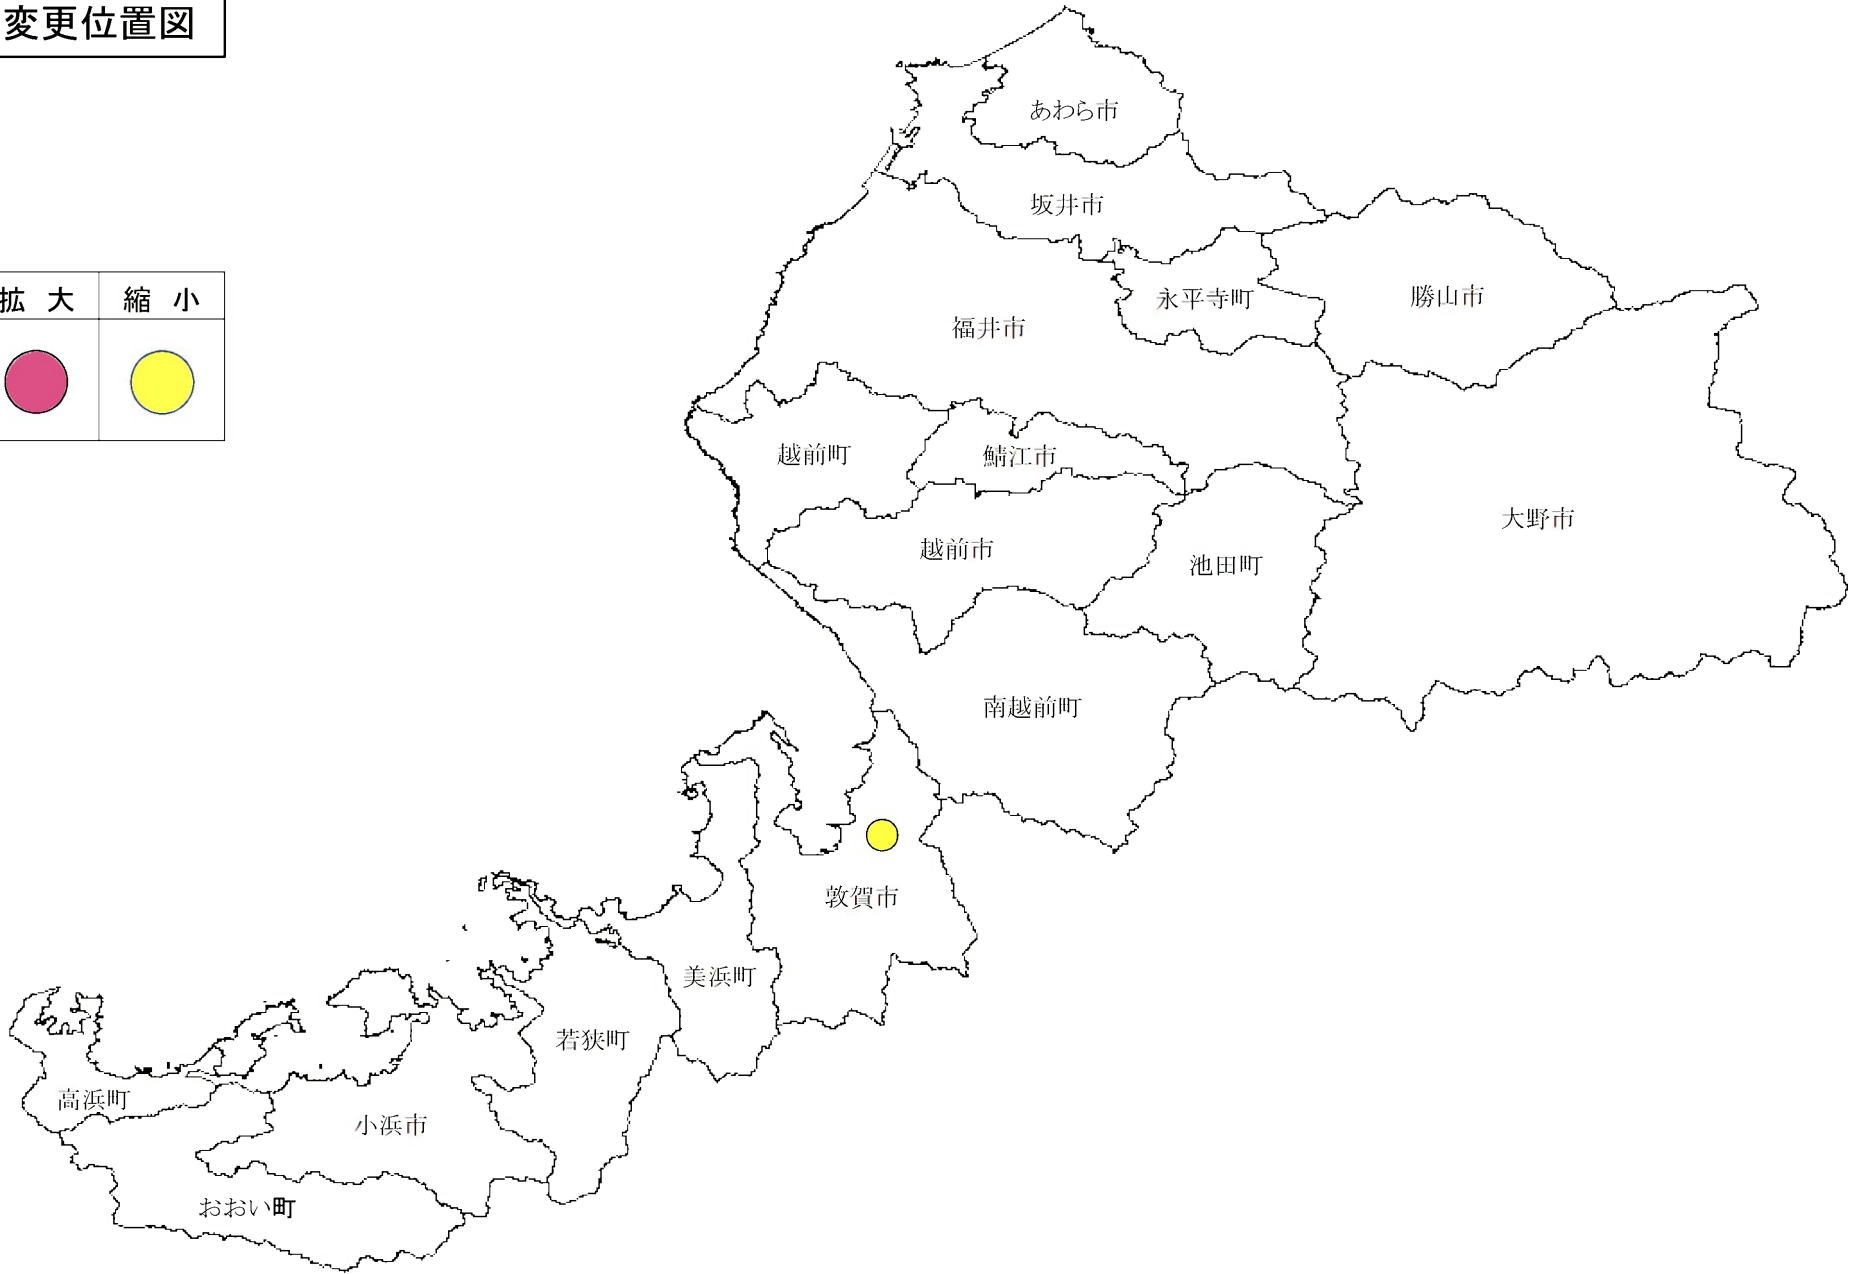 変更位置図
拡 大 縮 小
あわら市
坂井市
永平寺町
勝山市
福井市
越前町
鯖江市
大野市
越前市
池田町
南越前町
敦賀市
美浜町
若狭町
高浜町
小浜市
おおい町